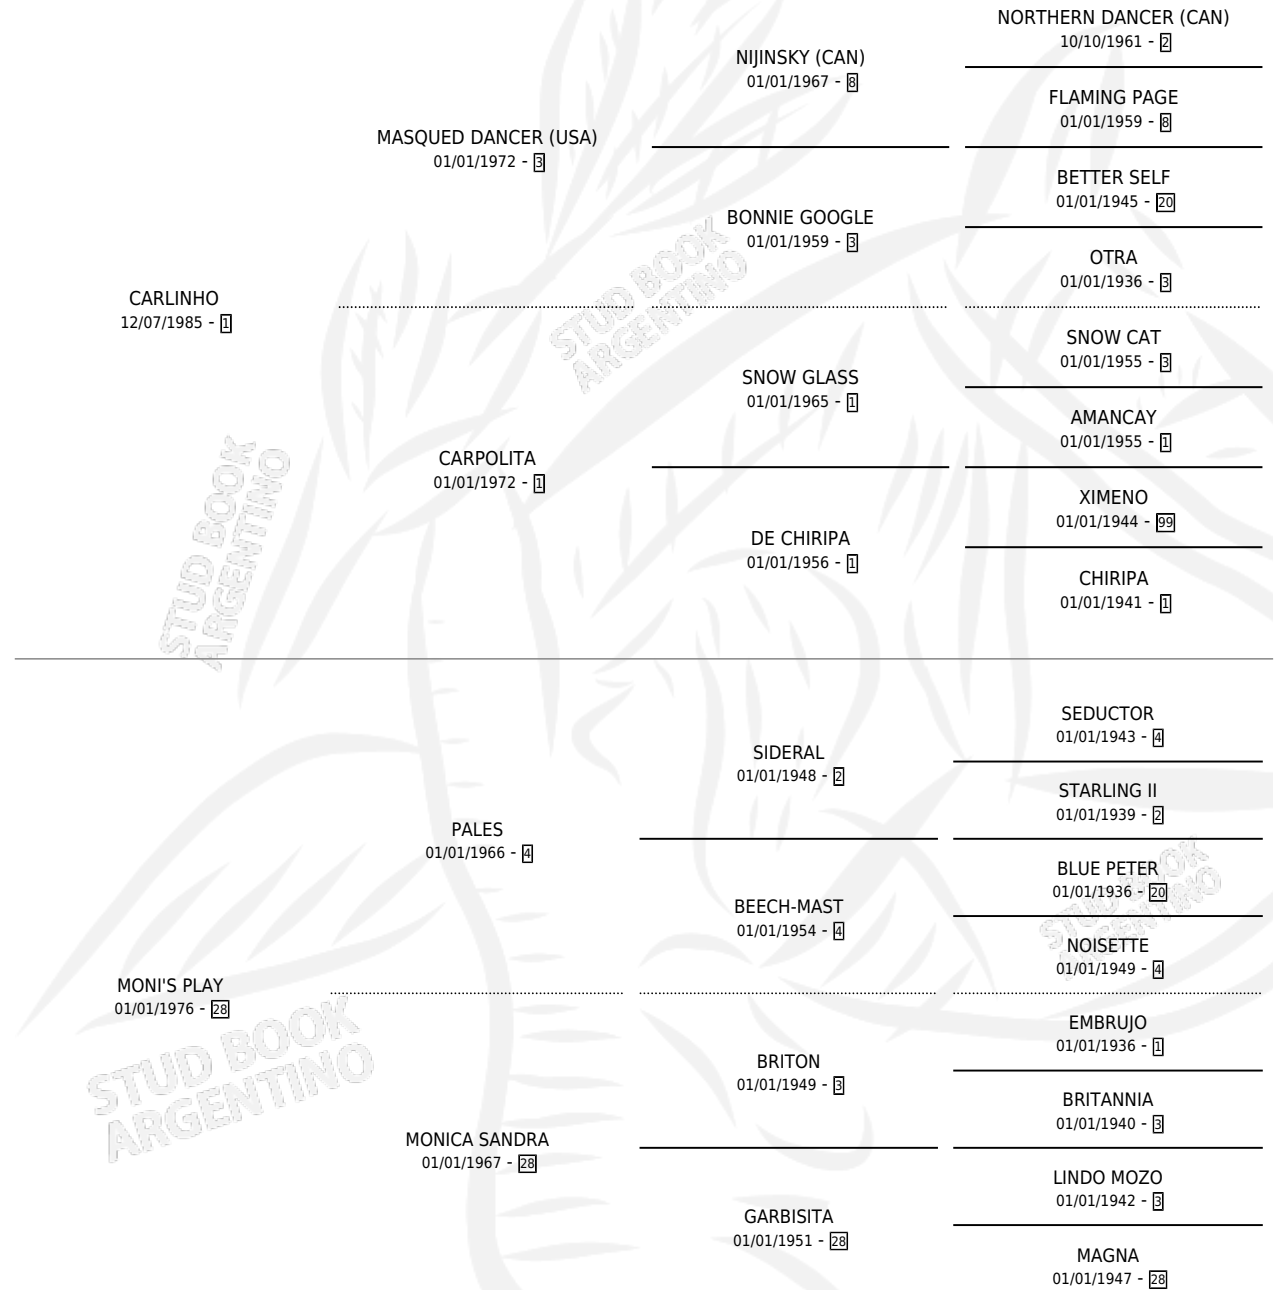 NORTHERN DANCER (CAN)
10/10/1961 - 2
NIJINSKY (CAN)
01/01/1967 - 8
FLAMING PAGE
01/01/1959 - 8
MASQUED DANCER (USA)
01/01/1972 - 3
BETTER SELF
01/01/1945 - 20
BONNIE GOOGLE
01/01/1959 - 3
OTRA
01/01/1936 - 3
CARLINHO
12/07/1985 - 1
SNOW CAT
01/01/1955 - 3
SNOW GLASS
01/01/1965 - 1
AMANCAY
01/01/1955 - 1
CARPOLITA
01/01/1972 - 1
XIMENO
01/01/1944 - 99
DE CHIRIPA
01/01/1956 - 1
CHIRIPA
01/01/1941 - 1
SEDUCTOR
01/01/1943 - 4
SIDERAL
01/01/1948 - 2
STARLING II
01/01/1939 - 2
PALES
01/01/1966 - 4
BLUE PETER
01/01/1936 - 20
BEECH-MAST
01/01/1954 - 4
NOISETTE
01/01/1949 - 4
MONI'S PLAY
01/01/1976 - 28
EMBRUJO
01/01/1936 - 1
BRITON
01/01/1949 - 3
BRITANNIA
01/01/1940 - 3
MONICA SANDRA
01/01/1967 - 28
LINDO MOZO
01/01/1942 - 3
GARBISITA
01/01/1951 - 28
MAGNA
01/01/1947 - 28
STUD BOOK
ARGENTINO
STUD BOOK
ARGENTINO
STUD BOOK
ARGENTINO
STUD BOOK
ARGENTINO